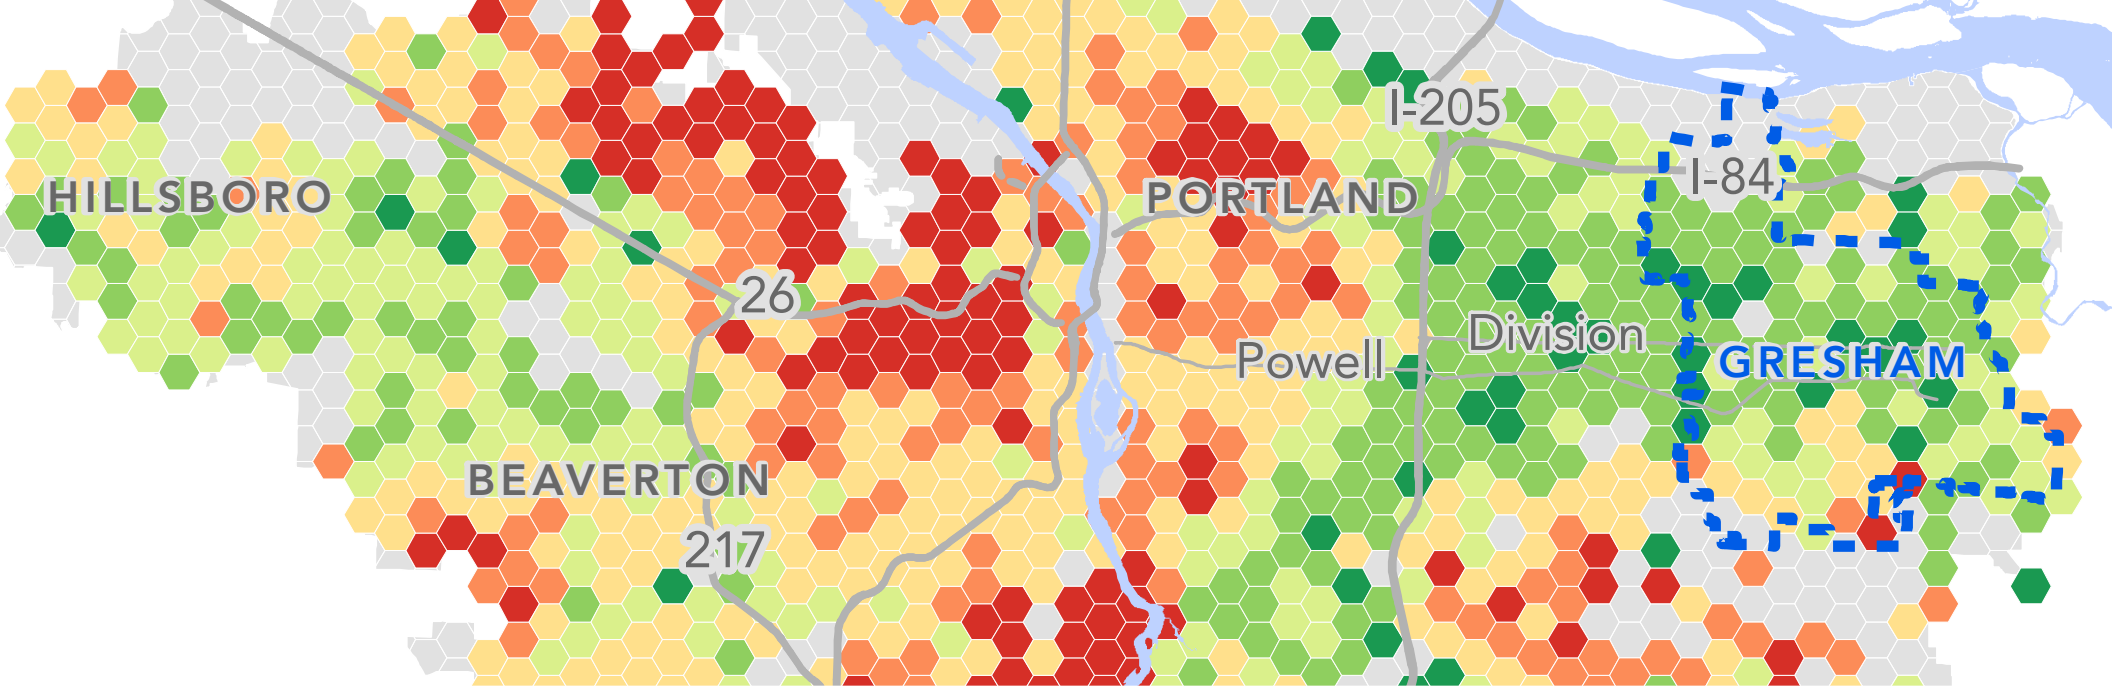 I-205
I-84
HILLSBORO
PORTLAND
26
Division
Powell
GRESHAM
BEAVERTON
217